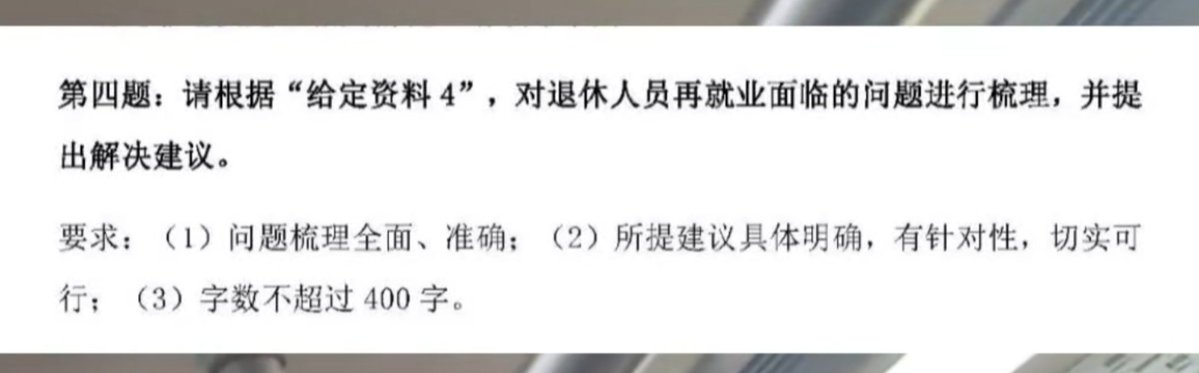 第四题：请根据“给定资料 4”，对退休人员再就业面临的问题进行梳理，并提
出解决建议。
要求：（1）问题梳理全面、准确；（2）所提建议具体明确，有针对性，切实可
行；（3）字数不超过 400 字。